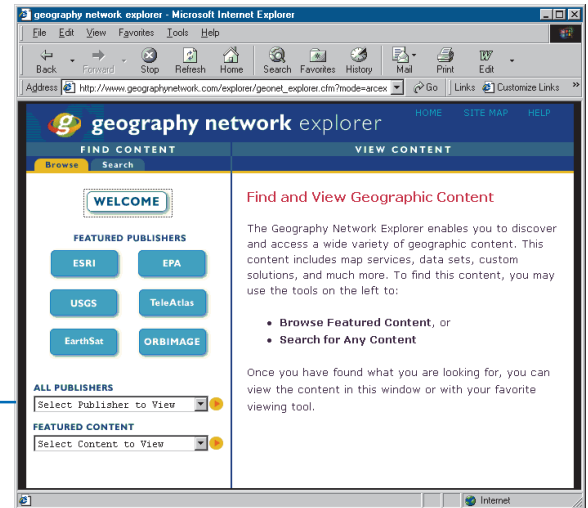 geography network explorer - Microsoft Internet Explorer
File Edit View Favorites Tools Help
Back Forward Stop Refresh Home Search Favorites History Mail Print Edit
Address http://www.geographynetwork.com/explorer/geonet_explorer.cfm?mode=arcex Go Links Customize Links »
geography network explorer
HOME SITE MAP HELP
FIND CONTENT
VIEW CONTENT
Browse Search
WELCOME
FEATURED PUBLISHERS
ESRI EPA
USGS TeleAtlas
EarthSat ORBIMAGE
ALL PUBLISHERS
Select Publisher to View
FEATURED CONTENT
Select Content to View
Find and View Geographic Content
The Geography Network Explorer enables you to discover
and access a wide variety of geographic content. This
content includes map services, data sets, custom
solutions, and much more. To find this content, you may
use the tools on the left to:
• Browse Featured Content, or
• Search for Any Content
Once you have found what you are looking for, you can
view the content in this window or with your favorite
viewing tool.
Internet